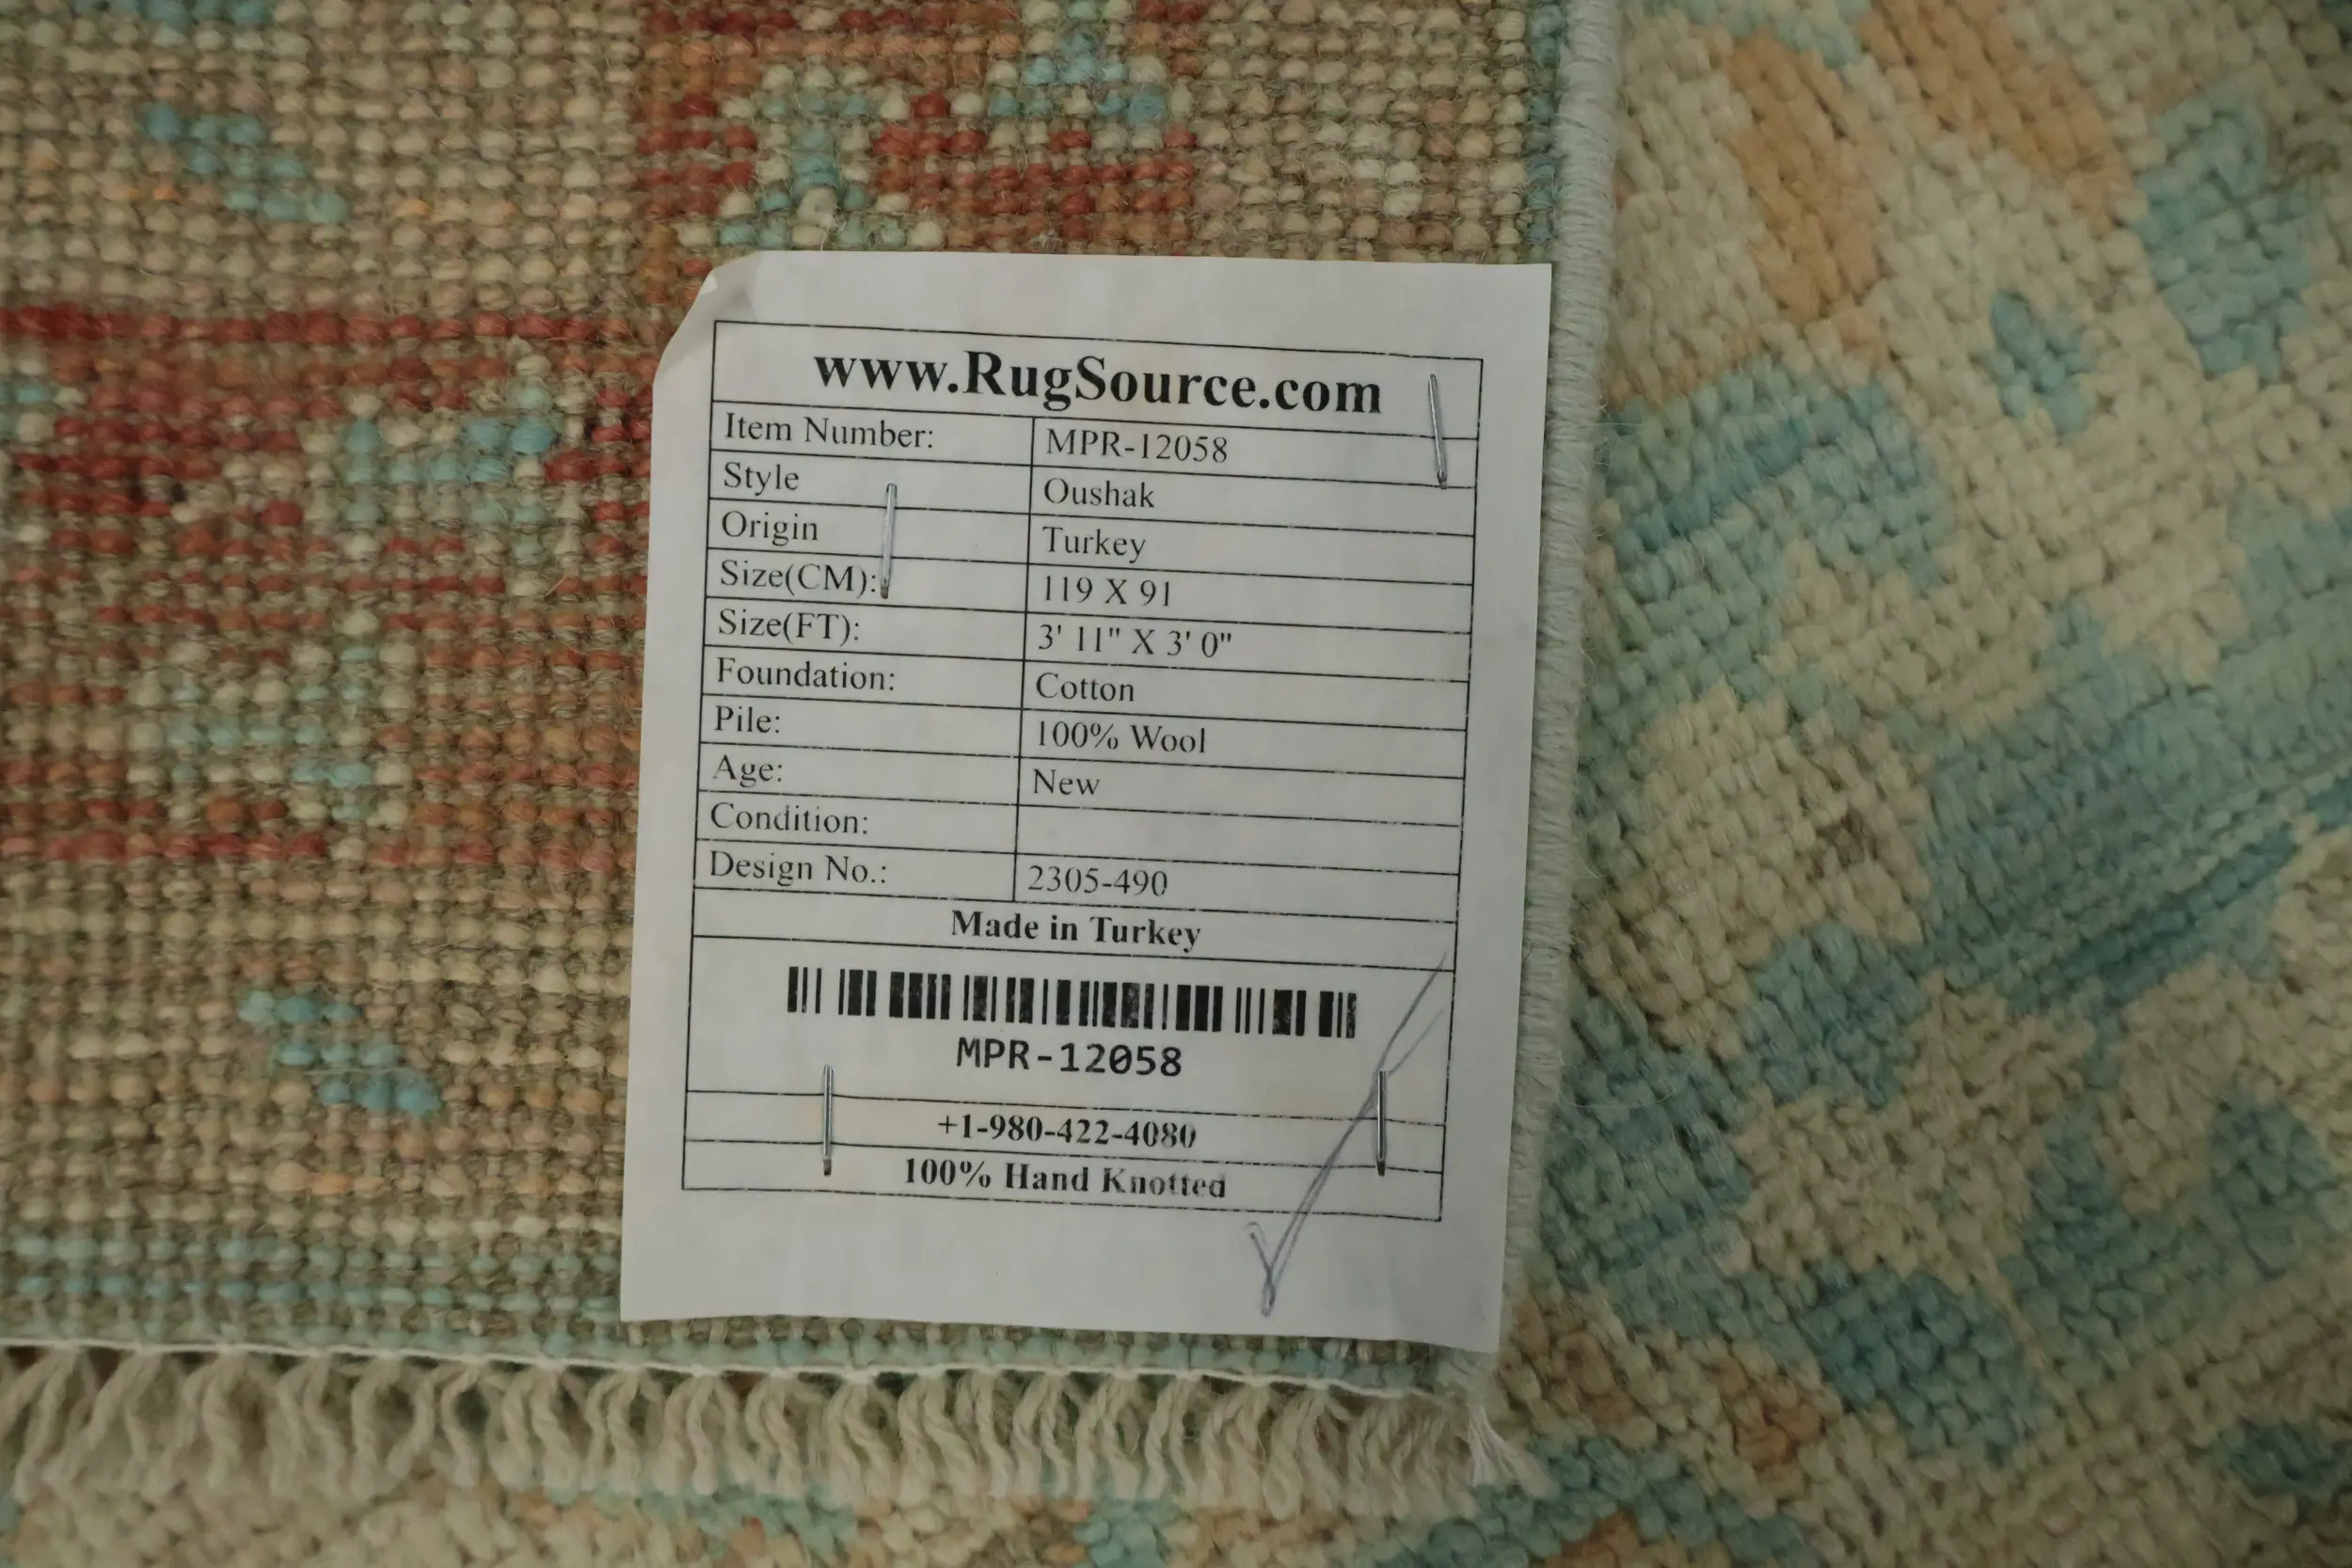 www.RugSource.com
Item Number: MPR-12058
Style Oushak
Origin Turkey
Size(CM): 119 X 91
Size(FT): 3' 11" X 3' 0"
Foundation: Cotton
Pile: 100% Wool
Age: New
Condition:
Design No.: 2305-490
Made in Turkey
MPR-12058
+1-980-422-4080
100% Hand Knotted